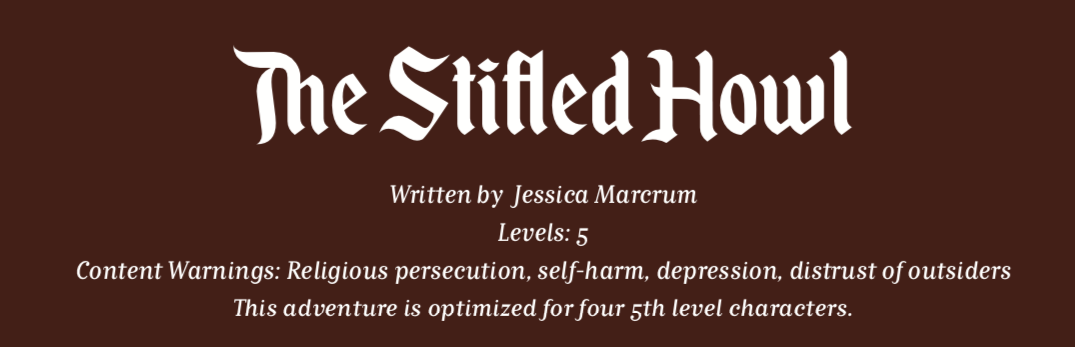 The Stifled Howl
Written by Jessica Marcrum
Levels: 5
Content Warnings: Religious persecution, self-harm, depression, distrust of outsiders
This adventure is optimized for four 5th level characters.